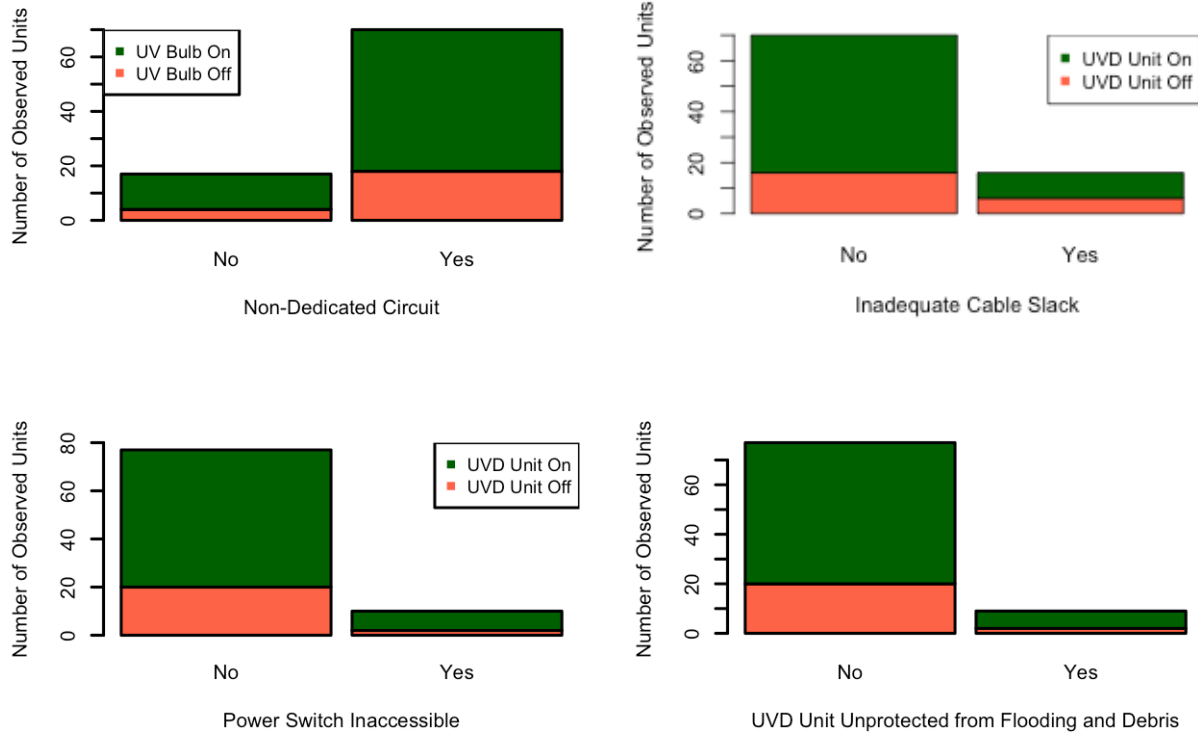 Number of Observed Units
60
40
20
0
UV Bulb On
UV Bulb Off
No
Yes
Non-Dedicated Circuit
Number of Observed Units
60
40
20
0
UVD Unit On
UVD Unit Off
No
Yes
Inadequate Cable Slack
Number of Observed Units
80
60
40
20
0
UVD Unit On
UVD Unit Off
No
Yes
Power Switch Inaccessible
Number of Observed Units
60
40
20
0
No
Yes
UVD Unit Unprotected from Flooding and Debris